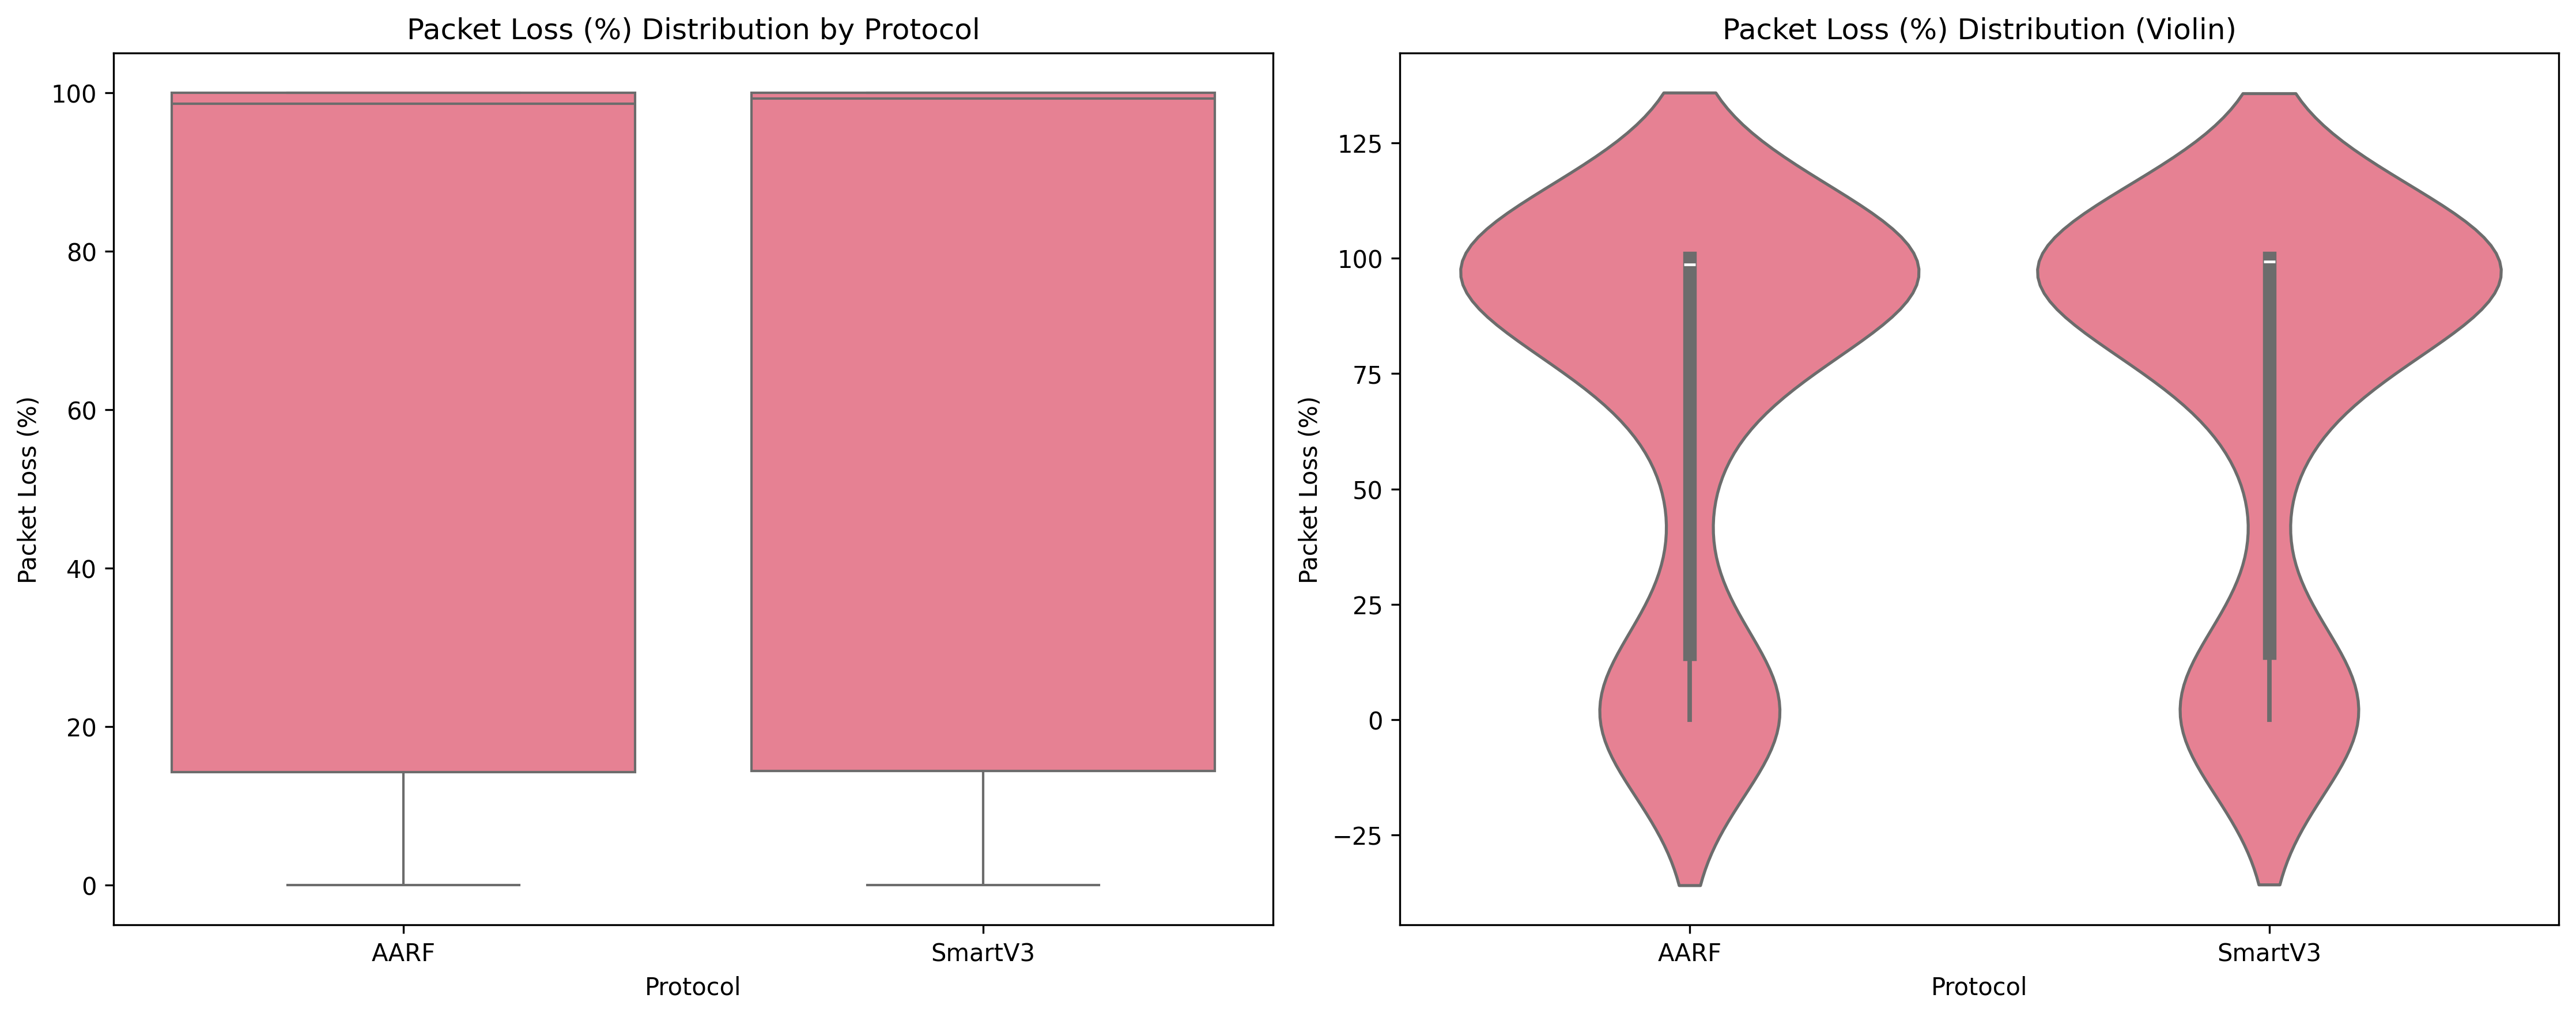 Packet Loss (%) Distribution by Protocol
100
80
60
40
20
0
Packet Loss (%)
AARF
SmartV3
Protocol
Packet Loss (%) Distribution (Violin)
125
100
75
50
25
0
−25
Packet Loss (%)
AARF
SmartV3
Protocol